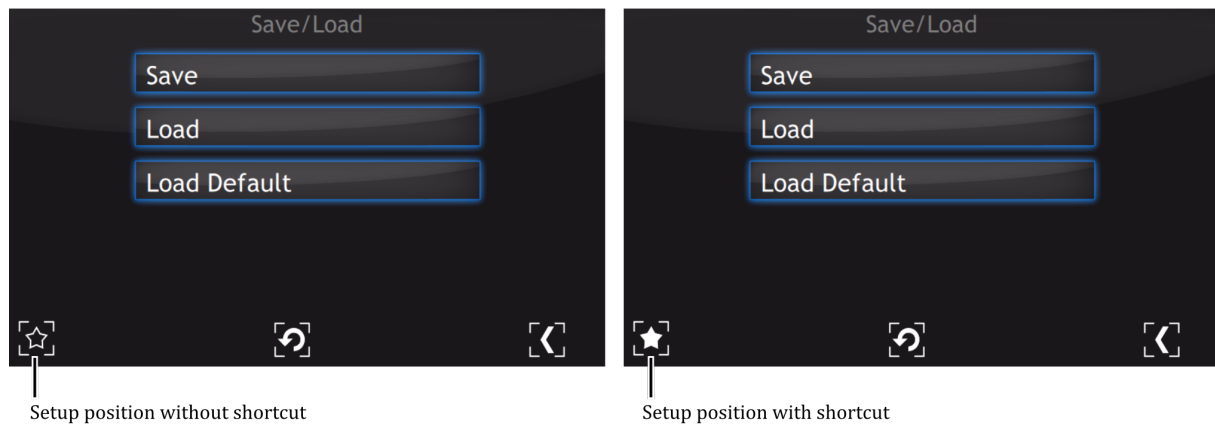 Save/Load
Save
Load
Load Default
Setup position without shortcut
Save/Load
Save
Load
Load Default
Setup position with shortcut